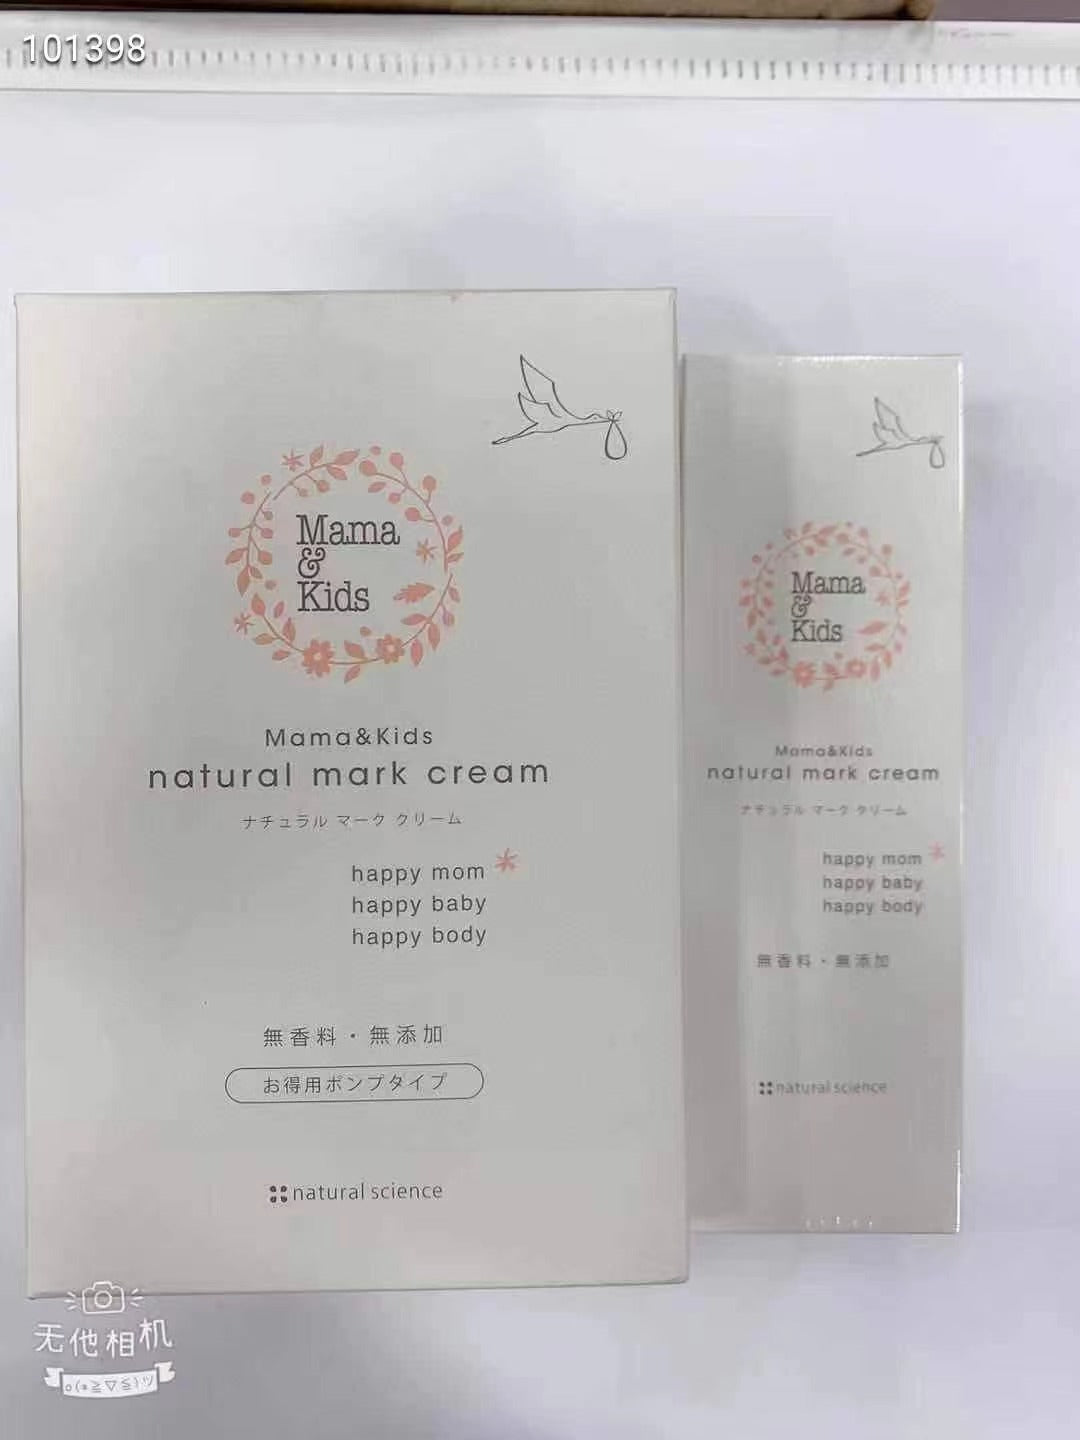 101398
Mama
&
Kids
Mama&Kids
natural mark cream
ナチュラル マーク クリーム
happy mom
happy baby
happy body
無香料・無添加
お得用ポンプタイプ
natural science
Mama
&
Kids
Mama&Kids
natural mark cream
ナチュラル マーク クリーム
happy mom
happy baby
happy body
無香料・無添加
natural science
无他相机
o(*≧▽≦)ツ